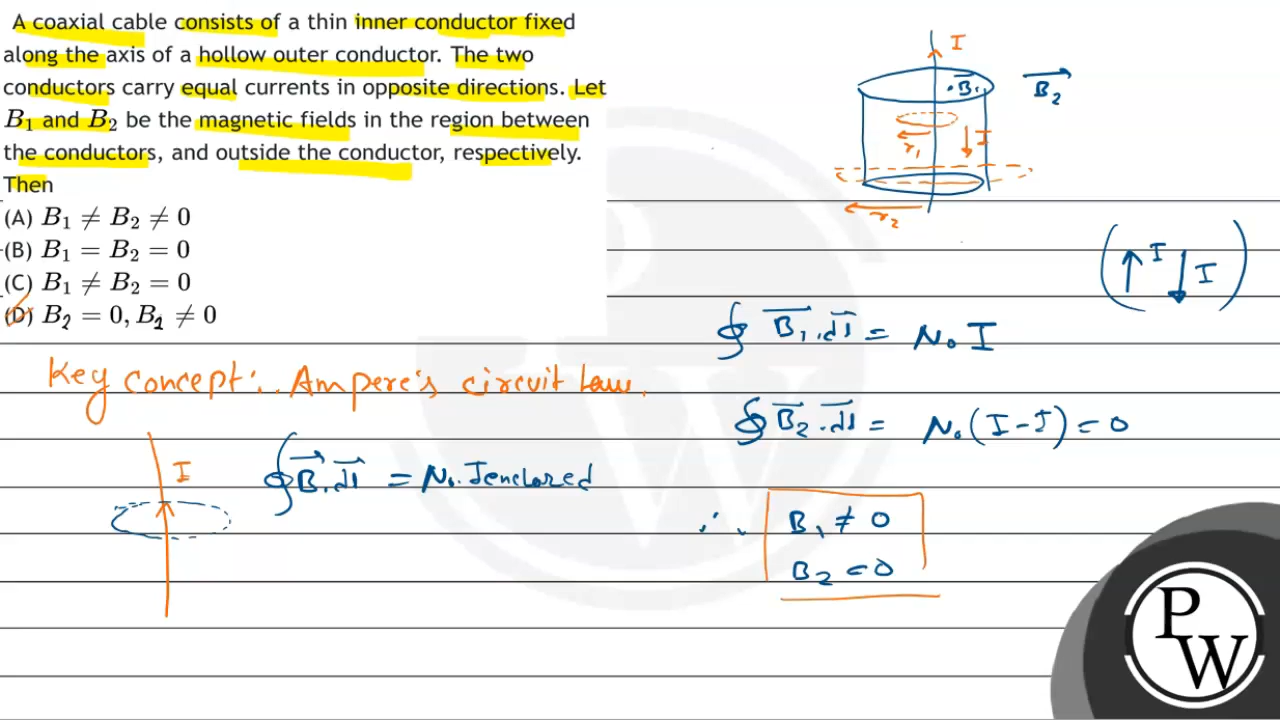 A coaxial cable consists of a thin inner conductor fixed
along the axis of a hollow outer conductor. The two
conductors carry equal currents in opposite directions. Let
B₁ and B₂ be the magnetic fields in the region between
the conductors, and outside the conductor, respectively.
Then
(A) B₁ ≠ B₂ ≠ 0
(B) B₁ = B₂ = 0
(C) B₁ ≠ B₂ = 0
(D) B₂ = 0, B₁ ≠ 0
I
B₁
B₂
I
r₁
r₂
I I
∮ B₁ . dl = μ₀ I
∮ B₂ . dl = μ₀ (I - I) = 0
∴ B₁ ≠ 0
B₂ = 0
Key concept:. Ampere's circuit law.
I
∮ B . dl = μ₀ . Ienclosed
P
W
PW